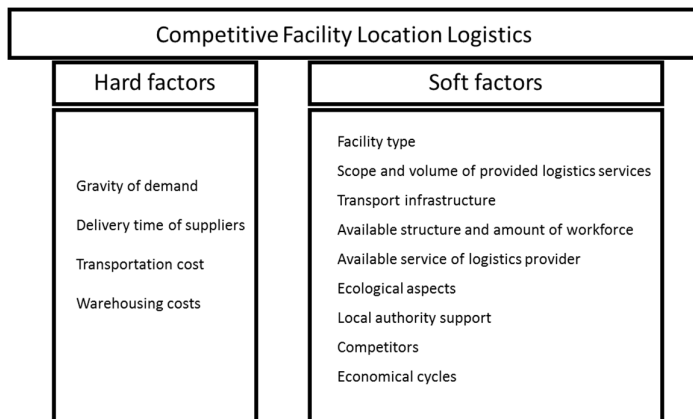 Competitive Facility Location Logistics
Hard factors
Gravity of demand
Delivery time of suppliers
Transportation cost
Warehousing costs
Soft factors
Facility type
Scope and volume of provided logistics services
Transport infrastructure
Available structure and amount of workforce
Available service of logistics provider
Ecological aspects
Local authority support
Competitors
Economical cycles